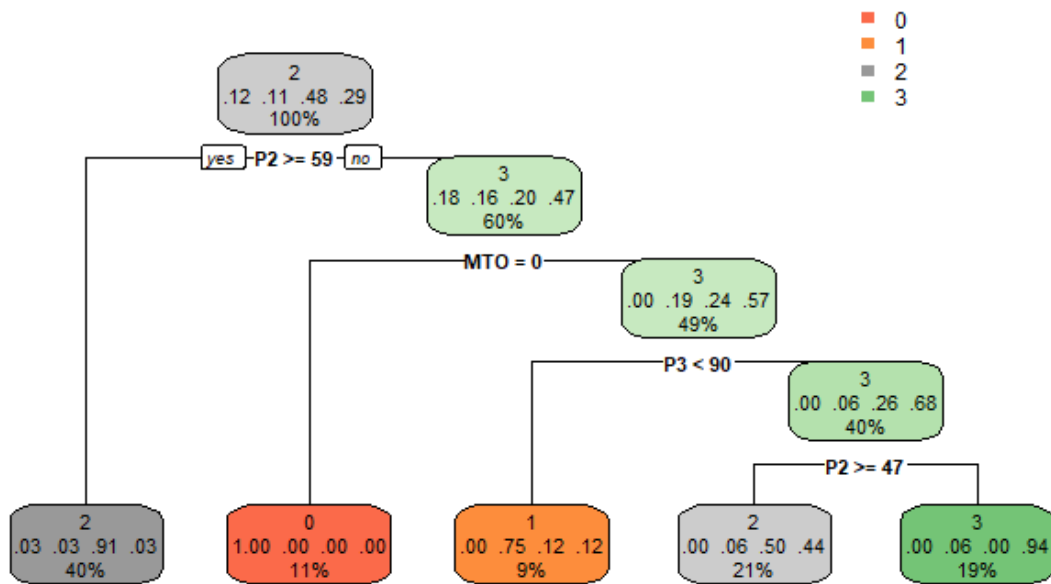 0
1
2
3
2
.12 .11 .48 .29
100%
yes P2 >= 59 no
3
.18 .16 .20 .47
60%
MTO = 0
3
.00 .19 .24 .57
49%
P3 < 90
3
.00 .06 .26 .68
40%
P2 >= 47
2
.03 .03 .91 .03
40%
0
1.00 .00 .00 .00
11%
1
.00 .75 .12 .12
9%
2
.00 .06 .50 .44
21%
3
.00 .06 .00 .94
19%